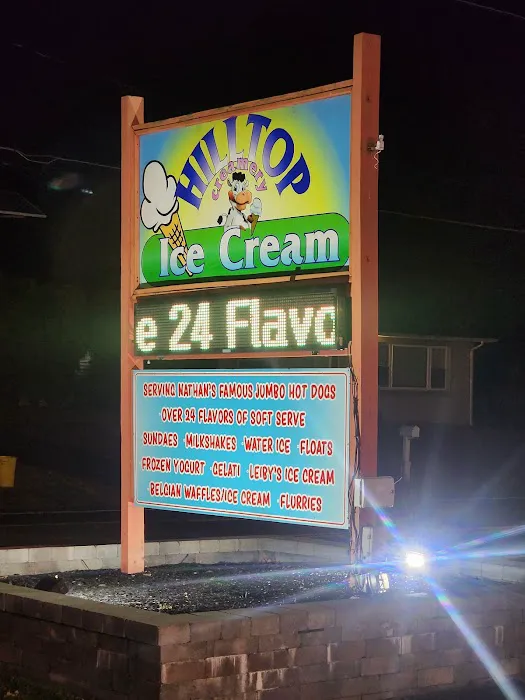 HILLTOP
creamery
Ice Cream
e 24 Flavo
SERVING NATHAN'S FAMOUS JUMBO HOT DOGS
·OVER 24 FLAVORS OF SOFT SERVE
SUNDAES ·MILKSHAKES ·WATER ICE ·FLOATS
FROZEN YOGURT ·GELATI ·LEIBY'S ICE CREAM
·BELGIAN WAFFLES/ICE CREAM ·FLURRIES